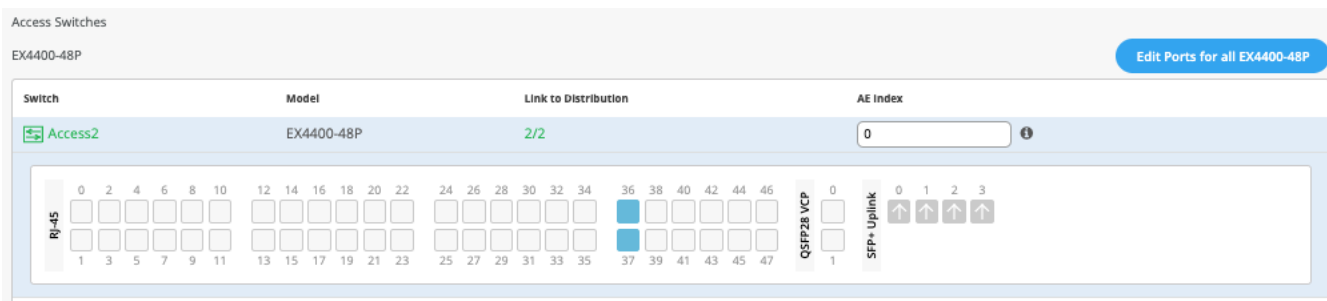 Access Switches
EX4400-48P
Edit Ports for all EX4400-48P
Switch Model Link to Distribution AE Index
Access2 EX4400-48P 2/2 0
0 2 4 6 8 10 12 14 16 18 20 22 24 26 28 30 32 34 36 38 40 42 44 46 0 0 1 2 3
RJ-45
QSFP28 VCP
SFP+ Uplink
1 3 5 7 9 11 13 15 17 19 21 23 25 27 29 31 33 35 37 39 41 43 45 47 1